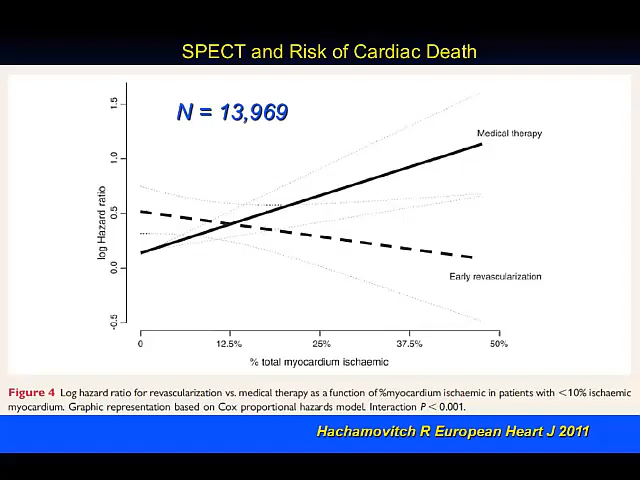 SPECT and Risk of Cardiac Death
N = 13,969
Medical therapy
Early revascularization
log Hazard ratio
1.5
1.0
0.5
0.0
-0.5
0
12.5%
25%
37.5%
50%
% total myocardium ischaemic
Figure 4 Log hazard ratio for revascularization vs. medical therapy as a function of %myocardium ischaemic in patients with <10% ischaemic
myocardium. Graphic representation based on Cox proportional hazards model. Interaction P < 0.001.
Hachamovitch R European Heart J 2011